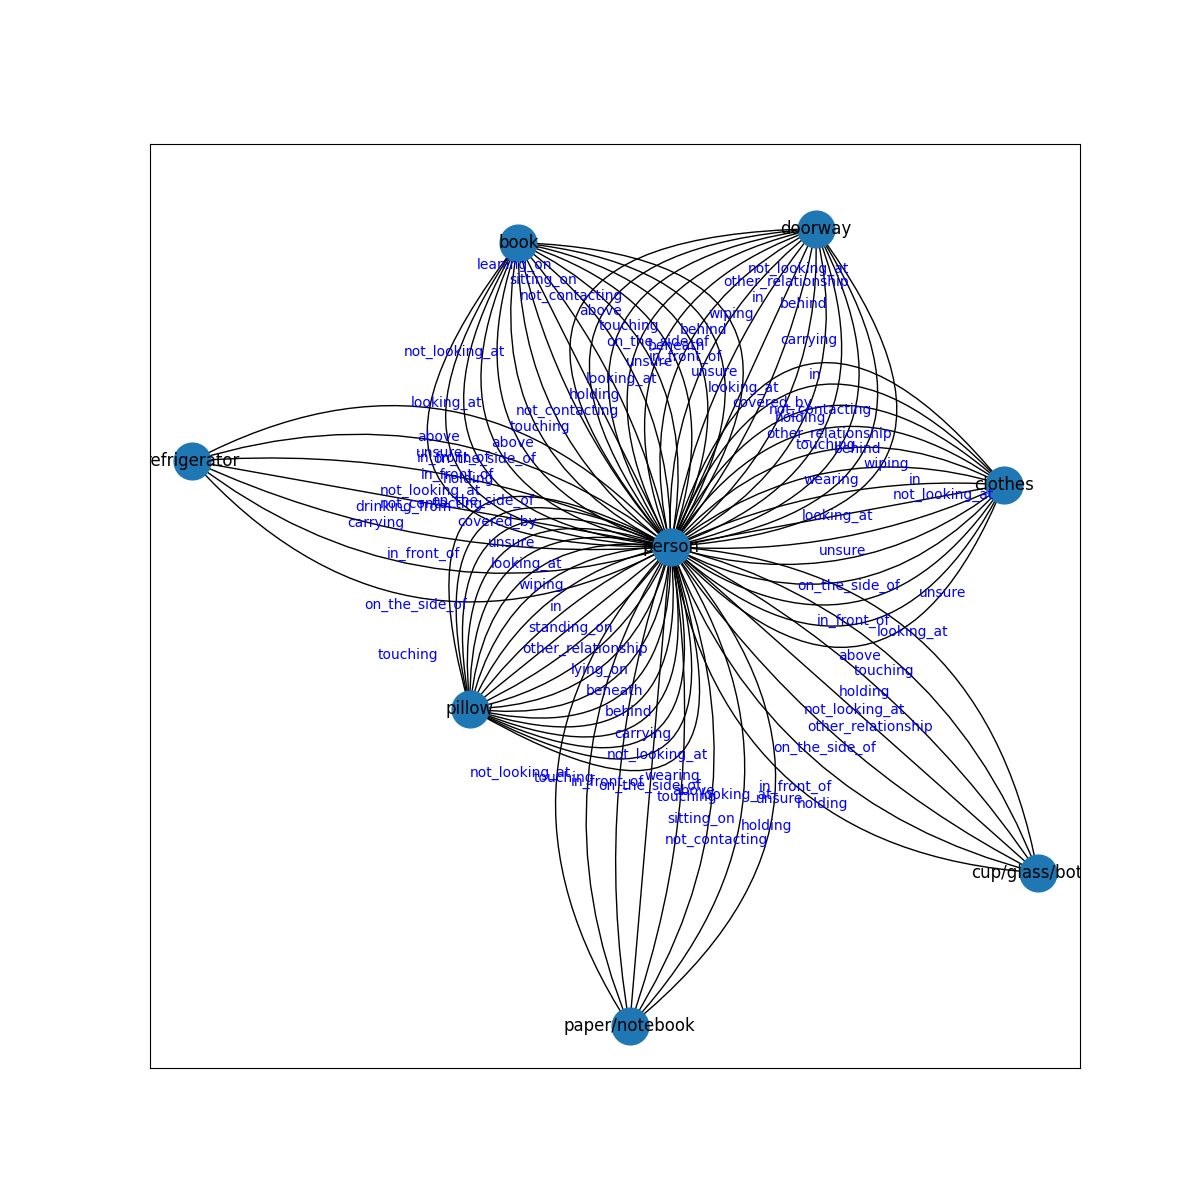 doorway
book
leaning_on
not_looking_at
sitting_on
other_relationship
not_contacting
in
behind
above
wiping
touching
behind
on_the_side_of
carrying
beneath
not_looking_at
in_front_of
unsure
unsure
in
looking_at
looking_at
holding
looking_at
covered_by
not_contacting
not_contacting
holding
touching
other_relationship
above
above
touching
behind
unsure
in_front_of
on_the_side_of
refrigerator
wiping
in_front_of
holding
wearing
in
clothes
not_looking_at
not_looking_at
on_the_side_of
not_contacting
drinking_from
looking_at
carrying
covered_by
unsure
person
unsure
in_front_of
looking_at
wiping
on_the_side_of
unsure
on_the_side_of
in
in_front_of
standing_on
looking_at
other_relationship
touching
above
lying_on
touching
beneath
holding
pillow
behind
not_looking_at
carrying
other_relationship
not_looking_at
on_the_side_of
not_looking_at
touching
wearing
in_front_of
on_the_side_of
above
in_front_of
touching
looking_at
unsure
holding
sitting_on
holding
not_contacting
cup/glass/bot
paper/notebook